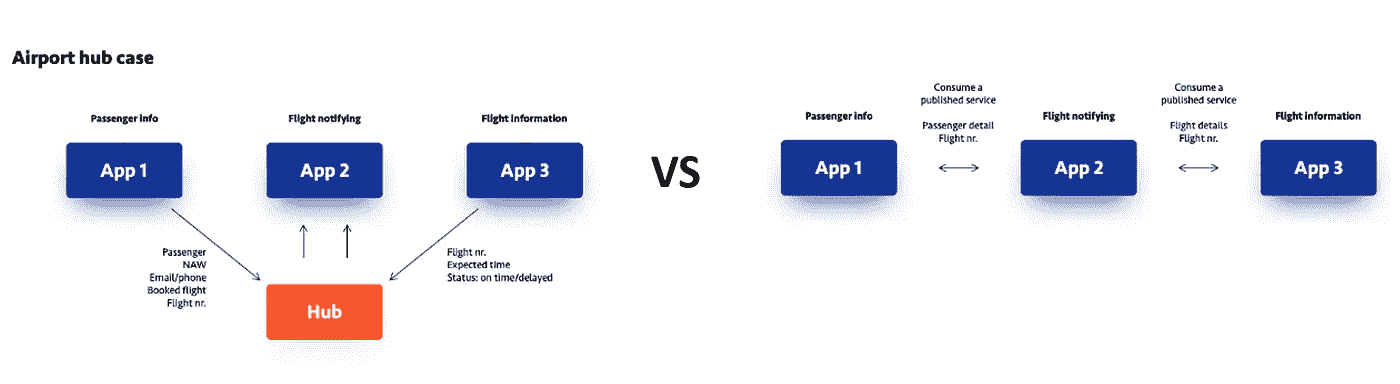 Airport hub case
Passenger info
App 1
Flight notifying
App 2
Flight information
App 3
Passenger
NAW
Email/phone
Booked flight
Flight nr.
Flight nr.
Expected time
Status: on time/delayed
Hub
VS
Passenger info
App 1
Consume a
published service
Passenger detail
Flight nr.
Flight notifying
App 2
Consume a
published service
Flight details
Flight nr.
Flight information
App 3